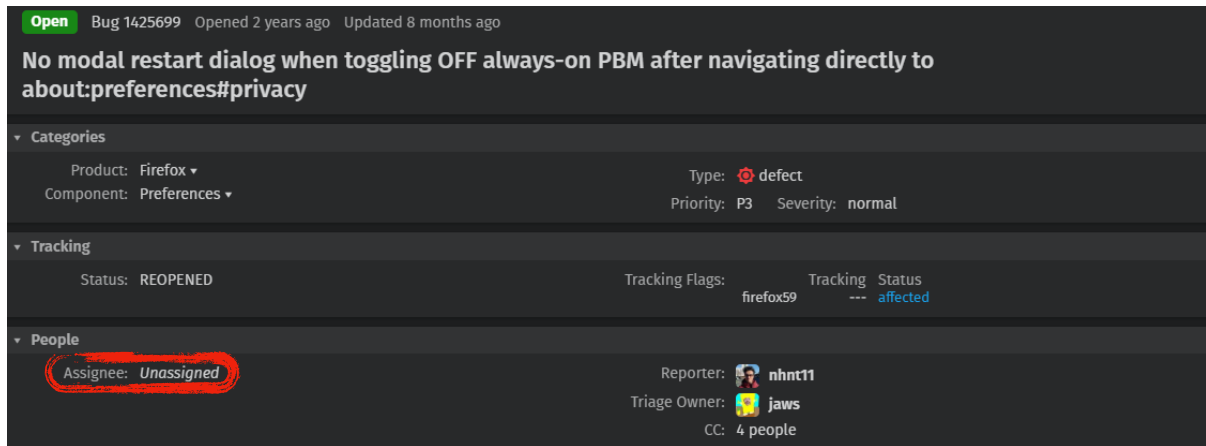 Open Bug 1425699 Opened 2 years ago Updated 8 months ago
No modal restart dialog when toggling OFF always-on PBM after navigating directly to
about:preferences#privacy
Categories
Product: Firefox
Component: Preferences
Type: defect
Priority: P3 Severity: normal
Tracking
Status: REOPENED
Tracking Flags: Tracking Status
firefox59 --- affected
People
Assignee: Unassigned
Reporter: nhnt11
Triage Owner: jaws
CC: 4 people